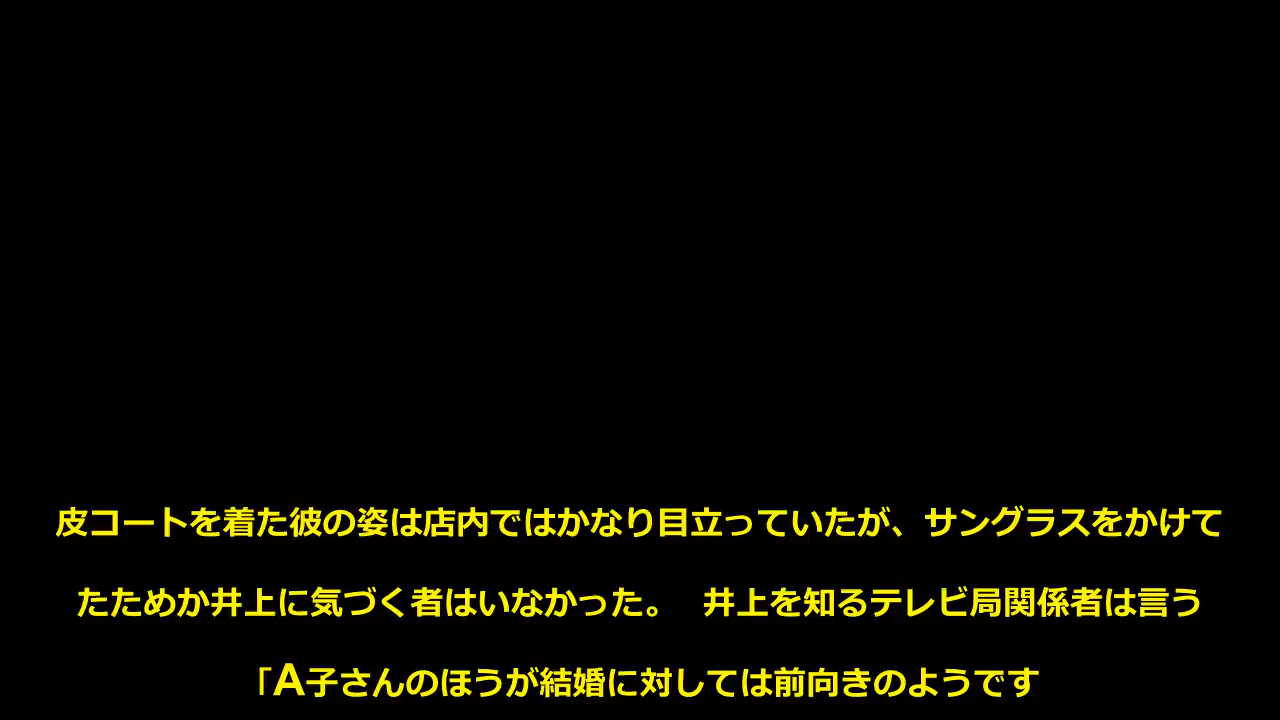 皮コートを着た彼の姿は店内ではかなり目立っていたが、サングラスをかけて
たためか井上に気づく者はいなかった。　井上を知るテレビ局関係者は言う
「A子さんのほうが結婚に対しては前向きのようです